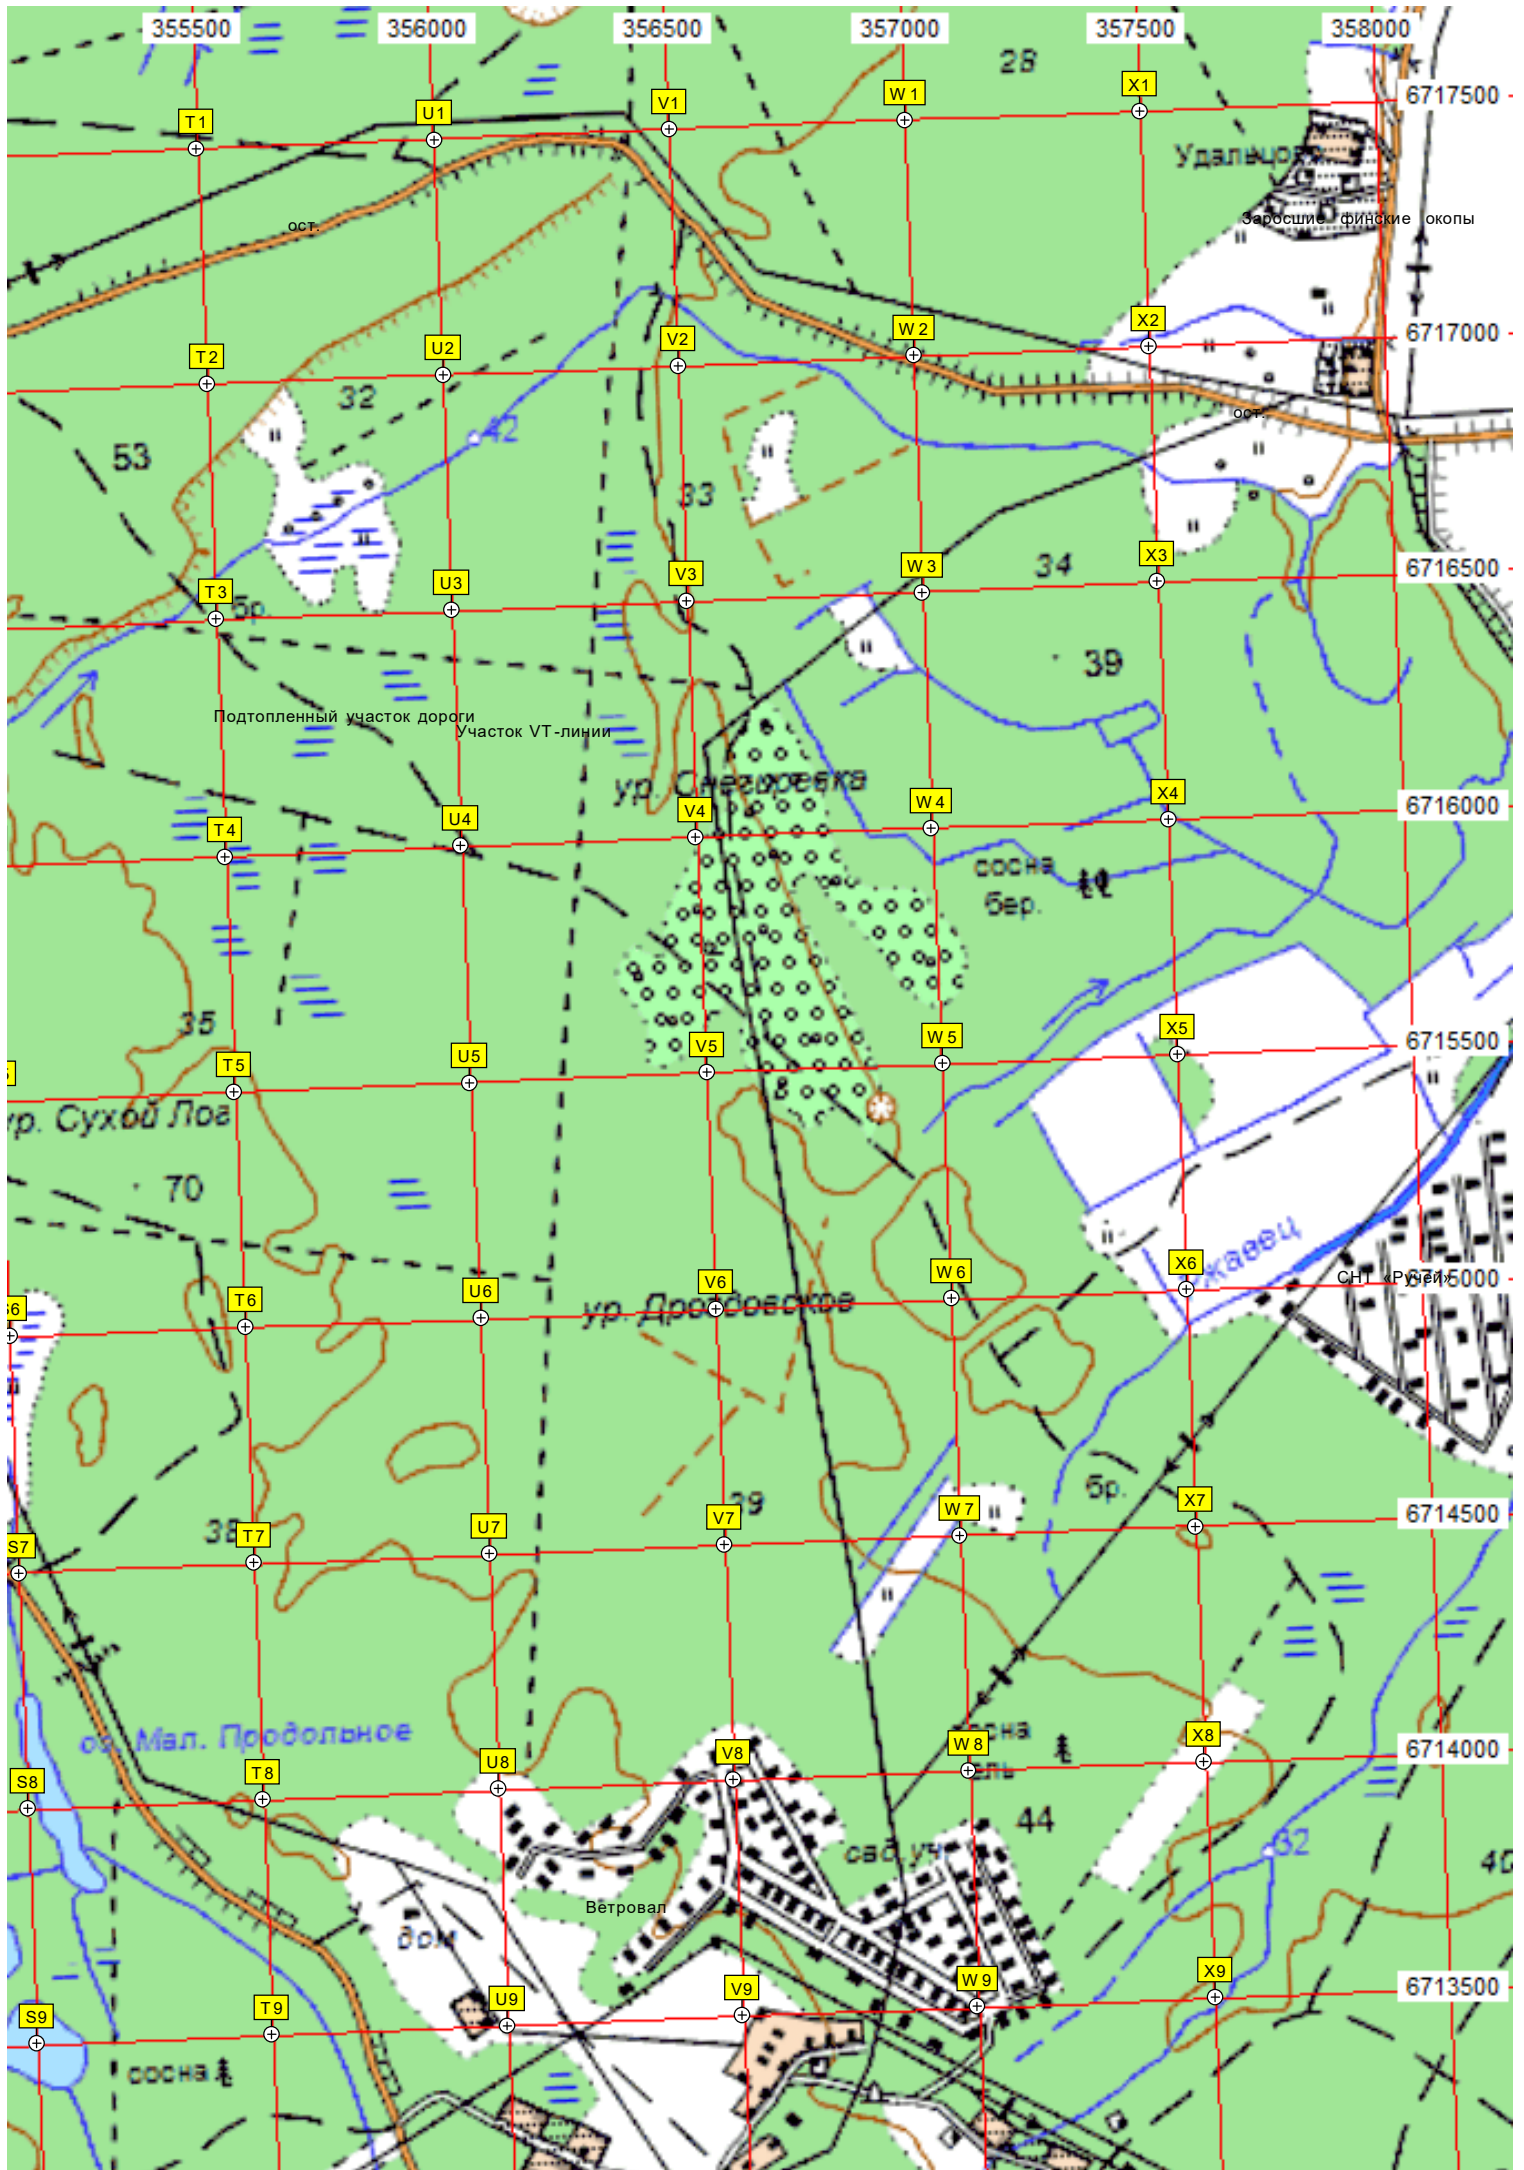 355500 356000 356500 357000 357500 358000
28
6717500
T1 U1 V1 W1 X1
Удальцово
ост.
Заросшие финские окопы
6717000
T2 U2 V2 W2 X2
32
42
ост.
53
33
34
6716500
T3 U3 V3 W3 X3
бр.
39
Подтопленный участок дороги
Участок VT-линии
ур. Снегиревка
6716000
T4 U4 V4 W4 X4
сосна
бер.
35
6715500
T5 U5 V5 W5 X5
ур. Сухой Лог
70
6715000
S6 T6 U6 V6 W6 X6
СНТ «Ручей»
ур. Дроздовское
бр.
39
38
6714500
S7 T7 U7 V7 W7 X7
оз. Мал. Продольное
сосна
ель
6714000
S8 T8 U8 V8 W8 X8
44
сад. уч.
32
40
Ветровал
дом
6713500
S9 T9 U9 V9 W9 X9
сосна